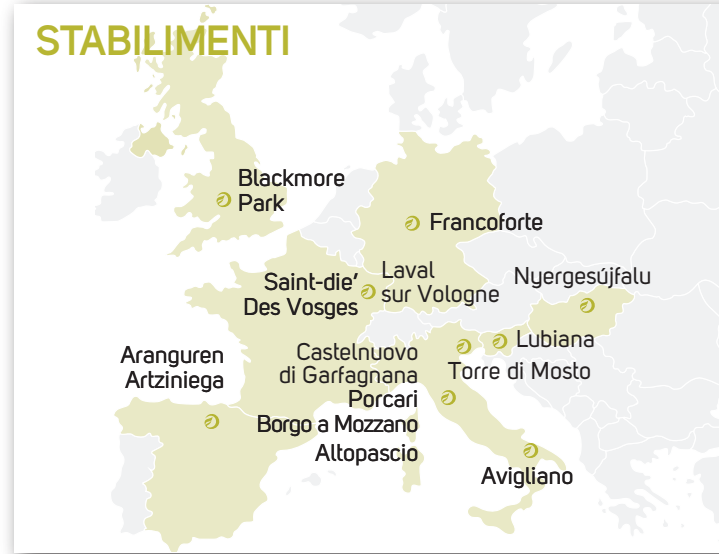 STABILIMENTI
Blackmore
Park
Francoforte
Saint-die’
Des Vosges
Laval
sur Vologne
Nyergesújfalu
Lubiana
Torre di Mosto
Aranguren
Artziniega
Castelnuovo
di Garfagnana
Porcari
Borgo a Mozzano
Altopascio
Avigliano